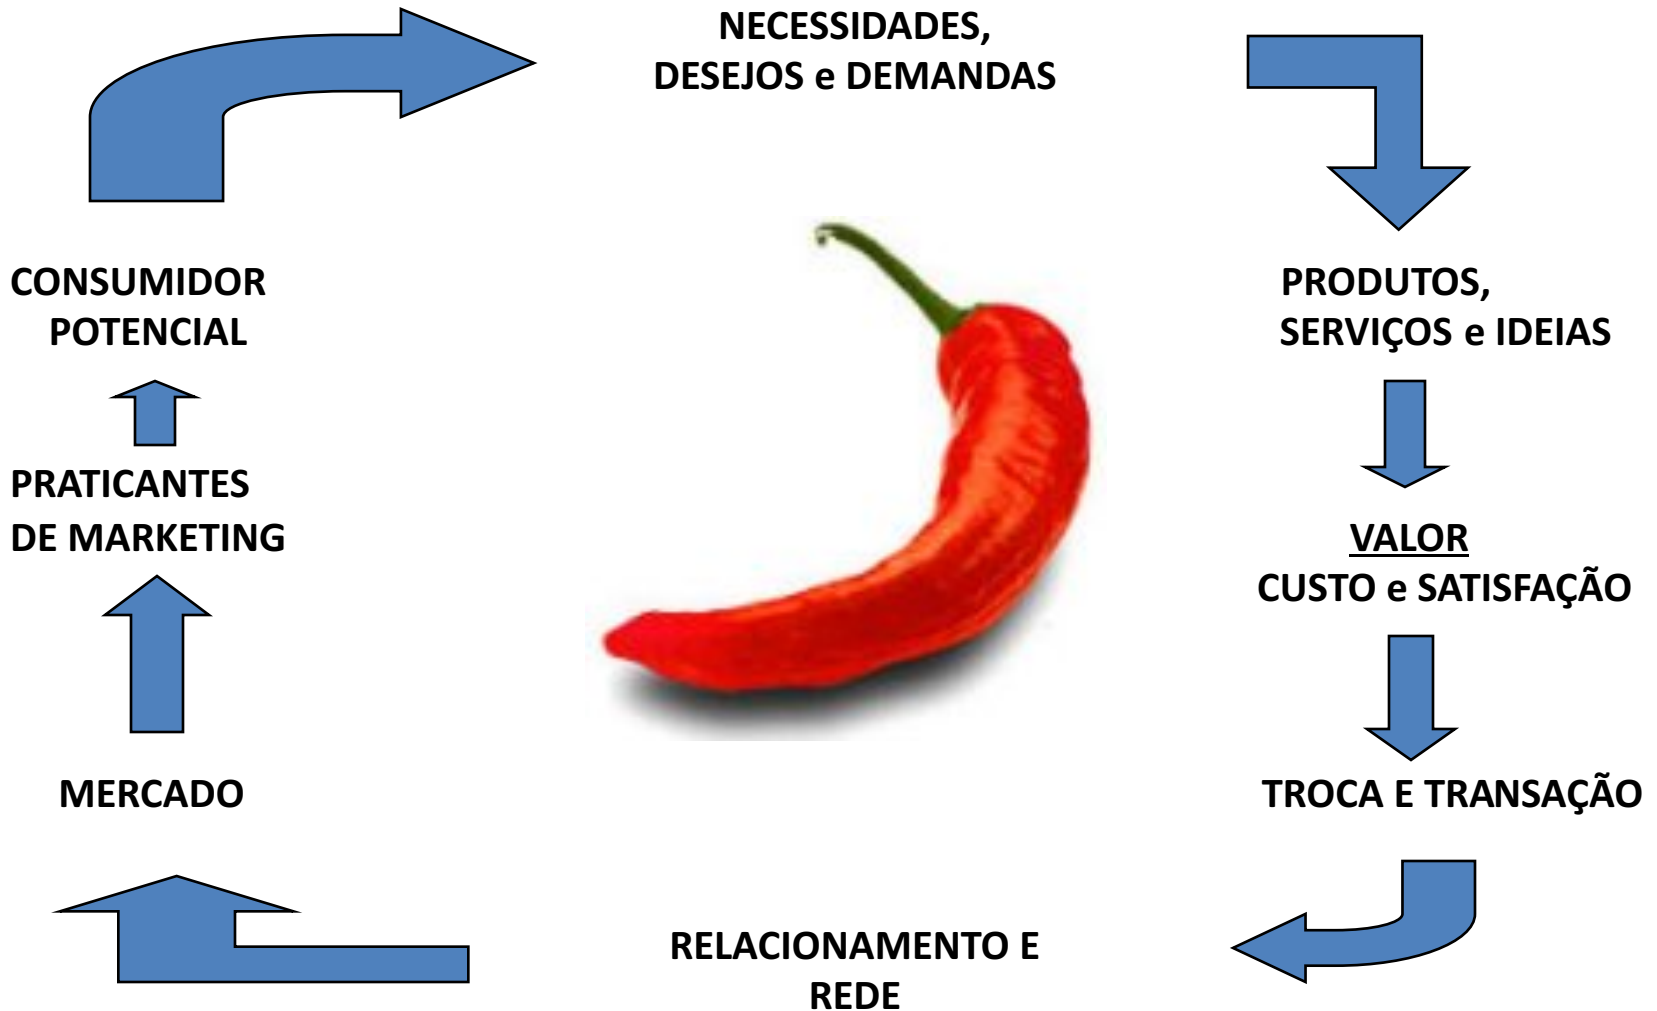 NECESSIDADES,
DESEJOS e DEMANDAS
PRODUTOS,
SERVIÇOS e IDEIAS
VALOR
CUSTO e SATISFAÇÃO
TROCA E TRANSAÇÃO
RELACIONAMENTO E
REDE
MERCADO
PRATICANTES
DE MARKETING
CONSUMIDOR
POTENCIAL